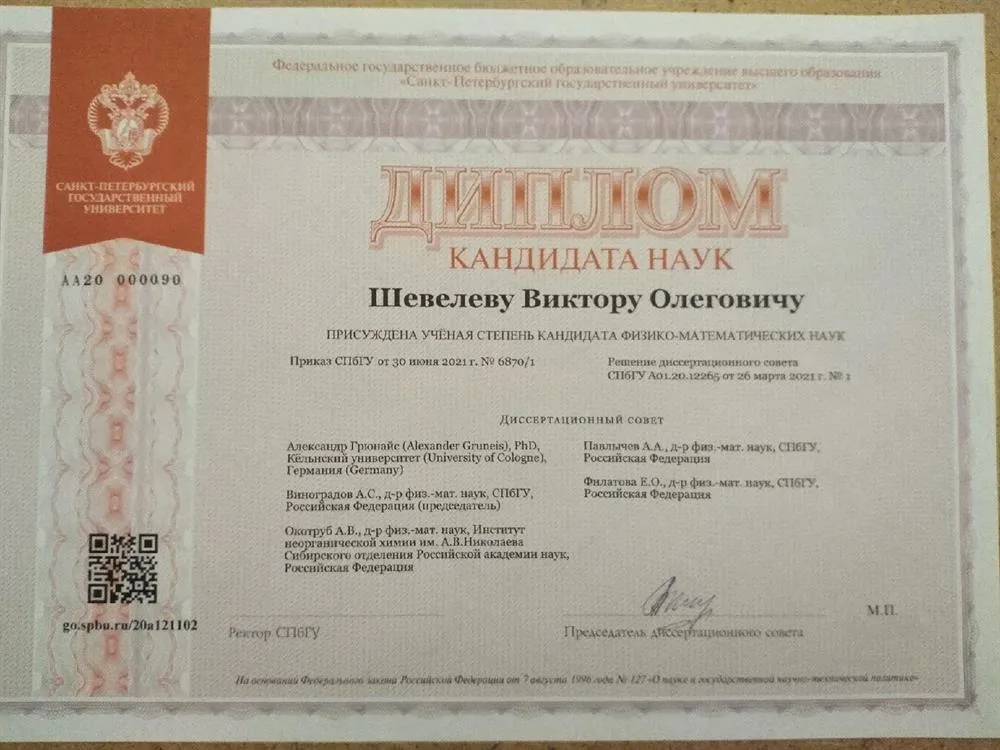 Федеральное государственное бюджетное образовательное учреждение высшего образования
«Санкт-Петербургский государственный университет»
САНКТ-ПЕТЕРБУРГСКИЙ
ГОСУДАРСТВЕННЫЙ
УНИВЕРСИТЕТ
АА20 000090
ДИПЛОМ
КАНДИДАТА НАУК
Шевелеву Виктору Олеговичу
ПРИСУЖДЕНА УЧЁНАЯ СТЕПЕНЬ КАНДИДАТА ФИЗИКО-МАТЕМАТИЧЕСКИХ НАУК
Приказ СПбГУ от 30 июня 2021 г. № 6870/1
Решение диссертационного совета
СПбГУ А01.20.12265 от 26 марта 2021 г. № 1
Диссертационный совет
Александр Грюнайс (Alexander Gruneis), PhD,
Кёльнский университет (University of Cologne),
Германия (Germany)
Виноградов А.С., д-р физ.-мат. наук, СПбГУ,
Российская Федерация (председатель)
Окотруб А.В., д-р физ.-мат. наук, Институт
неорганической химии им. А.В.Николаева
Сибирского отделения Российской академии наук,
Российская Федерация
Павлычев А.А., д-р физ.-мат. наук, СПбГУ,
Российская Федерация
Филатова Е.О., д-р физ.-мат. наук, СПбГУ,
Российская Федерация
go.spbu.ru/20a121102
Ректор СПбГУ
Председатель диссертационного совета
М.П.
На основании Федерального закона Российской Федерации от 7 августа 1996 года № 127 «О науке и государственной научно-технической политике»